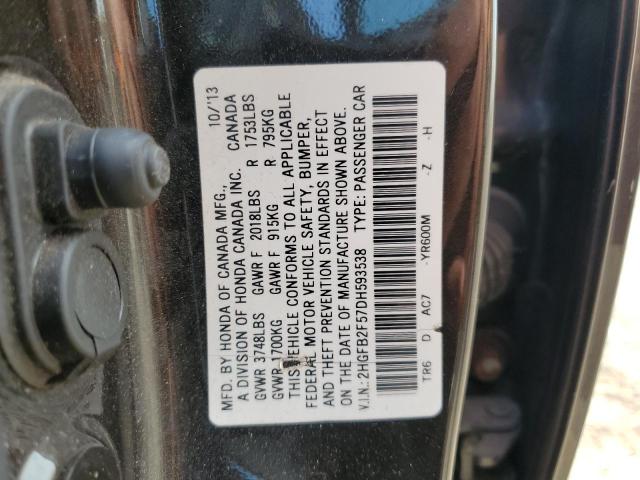 MFD. BY HONDA OF CANADA MFG., 10/'13
A DIVISION OF HONDA CANADA INC. CANADA
GVWR 3748LBS GAWR F 2018LBS R 1753LBS
GVWR 1700KG GAWR F 915KG R 795KG
THIS VEHICLE CONFORMS TO ALL APPLICABLE
FEDERAL MOTOR VEHICLE SAFETY, BUMPER,
AND THEFT PREVENTION STANDARDS IN EFFECT
ON THE DATE OF MANUFACTURE SHOWN ABOVE.
V.I.N.: 2HGFB2F57DH593538 TYPE: PASSENGER CAR
TR6 D AC7 -YR600M -Z -H